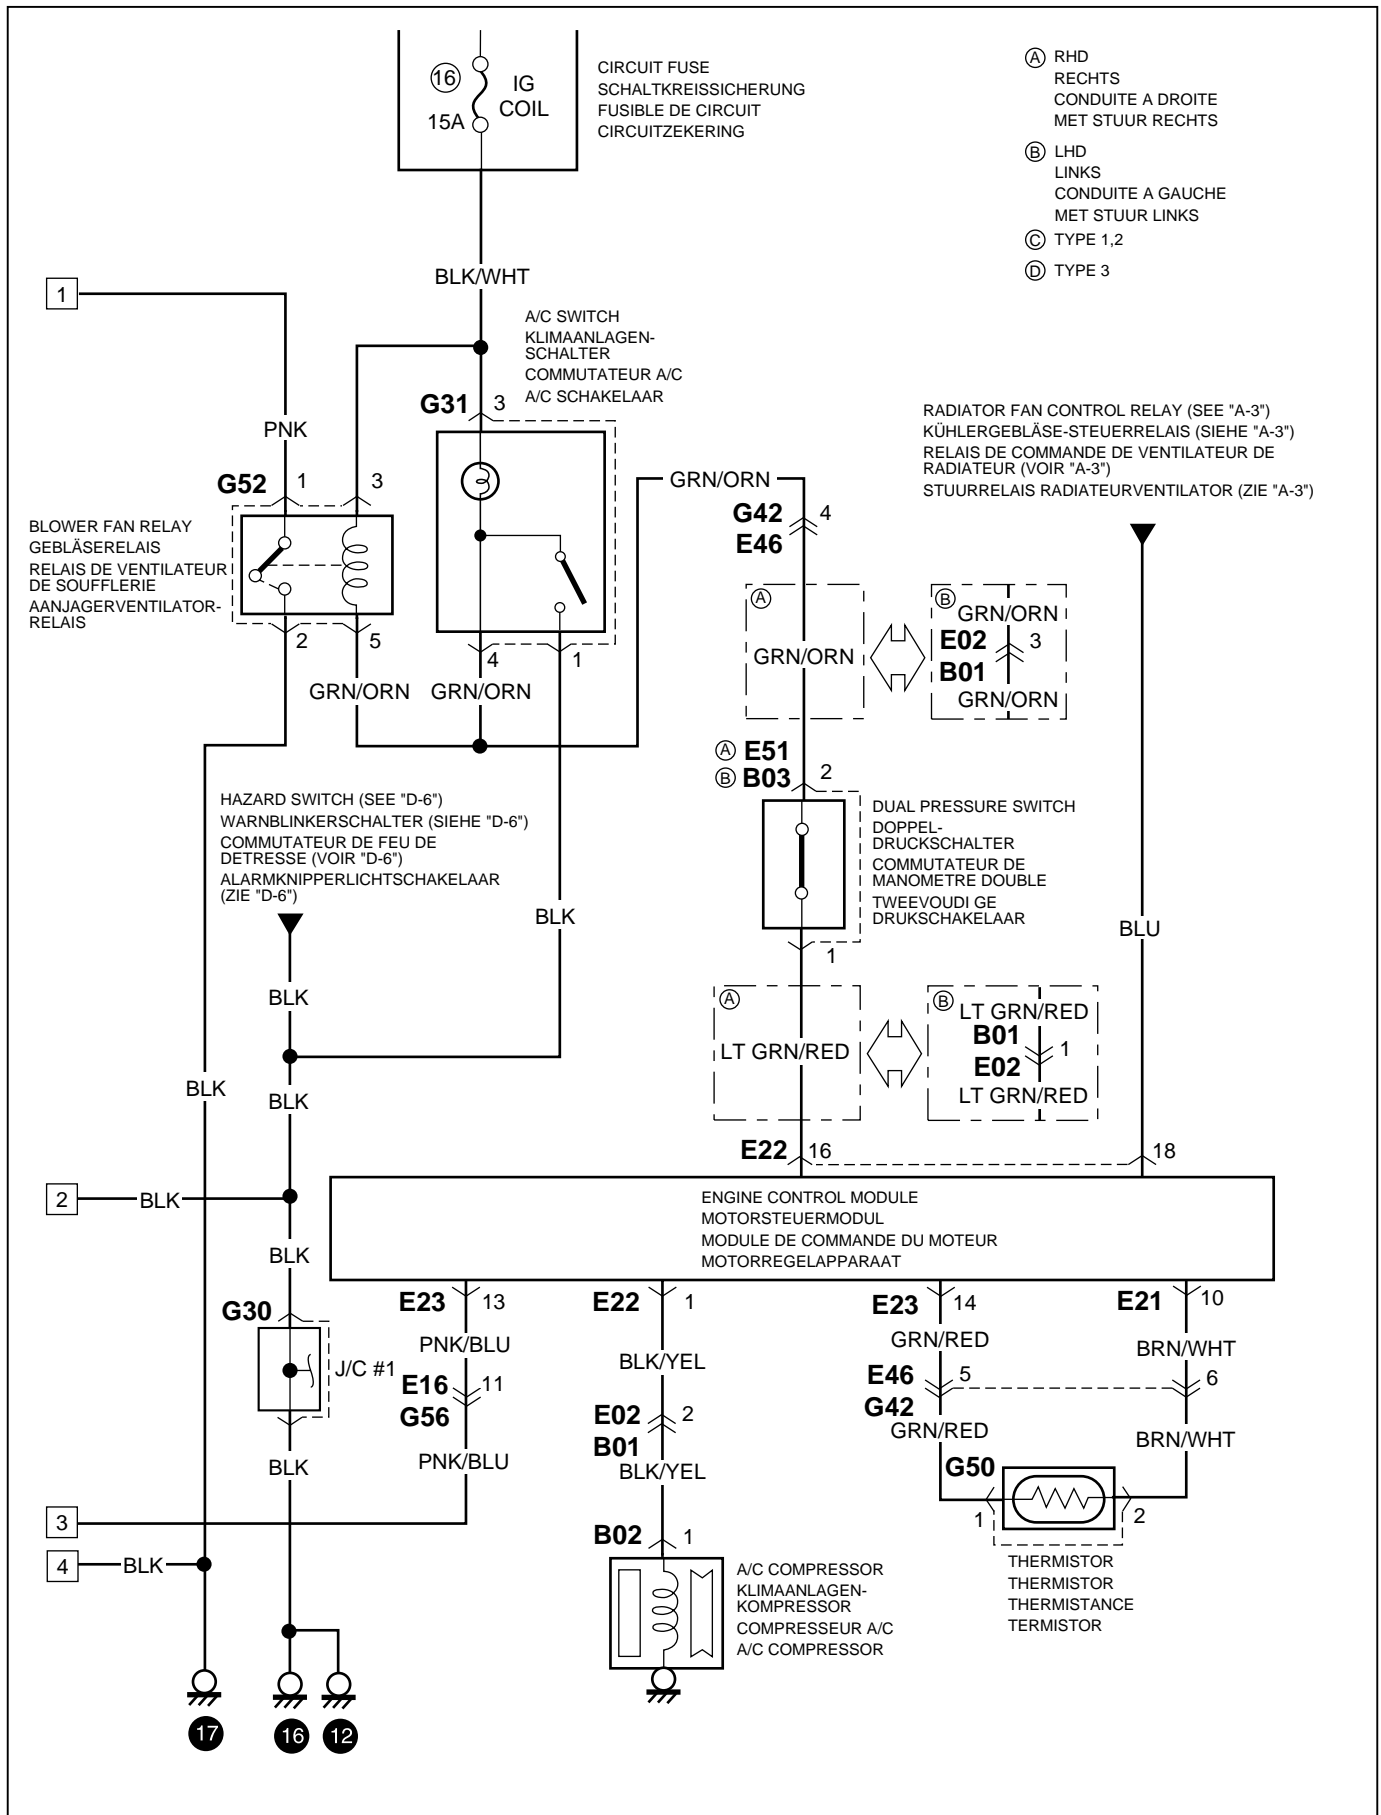 16
15A
IG
COIL
CIRCUIT FUSE
SCHALTKREISSICHERUNG
FUSIBLE DE CIRCUIT
CIRCUITZEKERING
A RHD
RECHTS
CONDUITE A DROITE
MET STUUR RECHTS
B LHD
LINKS
CONDUITE A GAUCHE
MET STUUR LINKS
C TYPE 1,2
D TYPE 3
BLK/WHT
1
PNK
A/C SWITCH
KLIMAANLAGEN-
SCHALTER
COMMUTATEUR A/C
A/C SCHAKELAAR
G31 3
G52 1 3
BLOWER FAN RELAY
GEBLÄSERELAIS
RELAIS DE VENTILATEUR
DE SOUFFLERIE
AANJAGERVENTILATOR-
RELAIS
2 5
4 1
GRN/ORN GRN/ORN
GRN/ORN
G42 4
E46
RADIATOR FAN CONTROL RELAY (SEE "A-3")
KÜHLERGEBLÄSE-STEUERRELAIS (SIEHE "A-3")
RELAIS DE COMMANDE DE VENTILATEUR DE
RADIATEUR (VOIR "A-3")
STUURRELAIS RADIATEURVENTILATOR (ZIE "A-3")
A
GRN/ORN
B
GRN/ORN
E02 3
B01
GRN/ORN
A E51
B B03 2
DUAL PRESSURE SWITCH
DOPPEL-
DRUCKSCHALTER
COMMUTATEUR DE
MANOMETRE DOUBLE
TWEEVOUDI GE
DRUKSCHAKELAAR
1
HAZARD SWITCH (SEE "D-6")
WARNBLINKERSCHALTER (SIEHE "D-6")
COMMUTATEUR DE FEU DE
DETRESSE (VOIR "D-6")
ALARMKNIPPERLICHTSCHAKELAAR
(ZIE "D-6")
BLK
BLU
BLK
A
LT GRN/RED
B
LT GRN/RED
B01 1
E02
LT GRN/RED
BLK
BLK
E22 16 18
2 BLK
ENGINE CONTROL MODULE
MOTORSTEUERMODUL
MODULE DE COMMANDE DU MOTEUR
MOTORREGELAPPARAAT
BLK
G30
J/C #1
E23 13
PNK/BLU
E16 11
G56
PNK/BLU
E22 1
BLK/YEL
E02 2
B01
BLK/YEL
E23 14
GRN/RED
E46 5
G42
GRN/RED
E21 10
BRN/WHT
6
BRN/WHT
G50
1 2
THERMISTOR
THERMISTOR
THERMISTANCE
TERMISTOR
BLK
3
4 BLK
B02 1
A/C COMPRESSOR
KLIMAANLAGEN-
KOMPRESSOR
COMPRESSEUR A/C
A/C COMPRESSOR
17 16 12